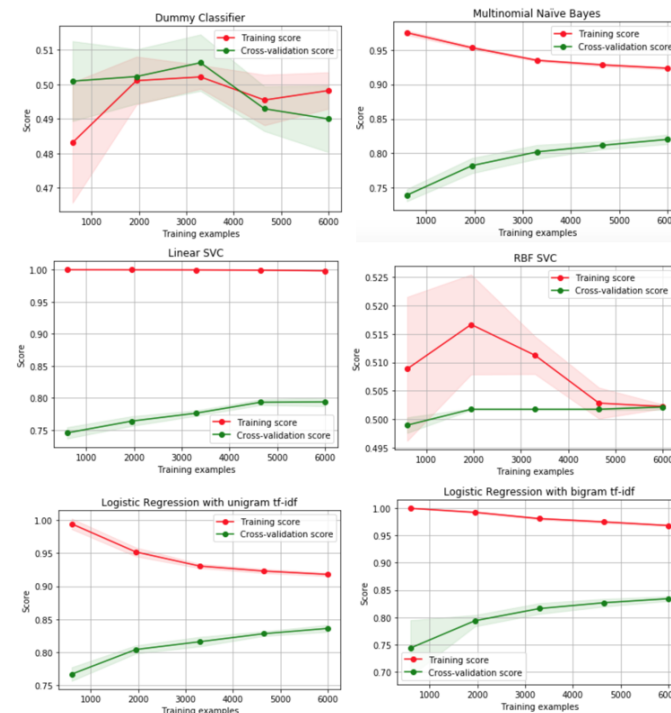 Dummy Classifier
Training score
Cross-validation score
0.51
0.50
0.49
0.48
0.47
Score
1000 2000 3000 4000 5000 6000
Training examples
Multinomial Naïve Bayes
Training score
Cross-validation score
0.95
0.90
0.85
0.80
0.75
Score
1000 2000 3000 4000 5000 6000
Training examples
Linear SVC
1.00
0.95
0.90
0.85
0.80
0.75
Score
Training score
Cross-validation score
1000 2000 3000 4000 5000 6000
Training examples
RBF SVC
Training score
Cross-validation score
0.525
0.520
0.515
0.510
0.505
0.500
0.495
Score
1000 2000 3000 4000 5000 6000
Training examples
Logistic Regression with unigram tf-idf
Training score
Cross-validation score
1.00
0.95
0.90
0.85
0.80
0.75
Score
1000 2000 3000 4000 5000 6000
Training examples
Logistic Regression with bigram tf-idf
1.00
0.95
0.90
0.85
0.80
0.75
0.70
Score
Training score
Cross-validation score
1000 2000 3000 4000 5000 6000
Training examples